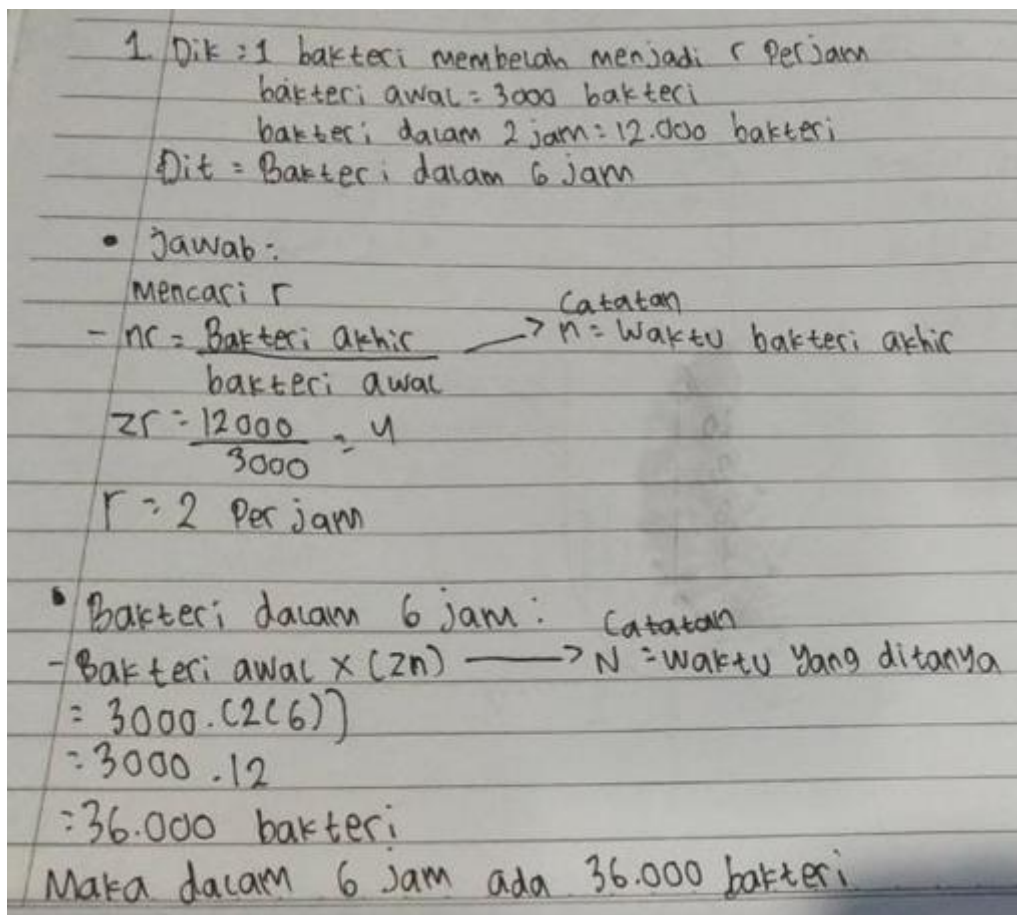 1. Dik : 1 bakteri membelah menjadi r Perjam
bakteri awal = 3000 bakteri
bakteri dalam 2 jam = 12.000 bakteri
Dit = Bakteri dalam 6 jam
• Jawab :
Mencari r
Catatan
- nr = Bakteri akhir / bakteri awal → n = Waktu bakteri akhir
2r = 12000 / 3000 = 4
r = 2 Per jam
• Bakteri dalam 6 jam :
Catatan
- Bakteri awal x (2n) → N = waktu yang ditanya
= 3000.(2(6))
= 3000.12
= 36.000 bakteri
Maka dalam 6 Jam ada 36.000 bakteri